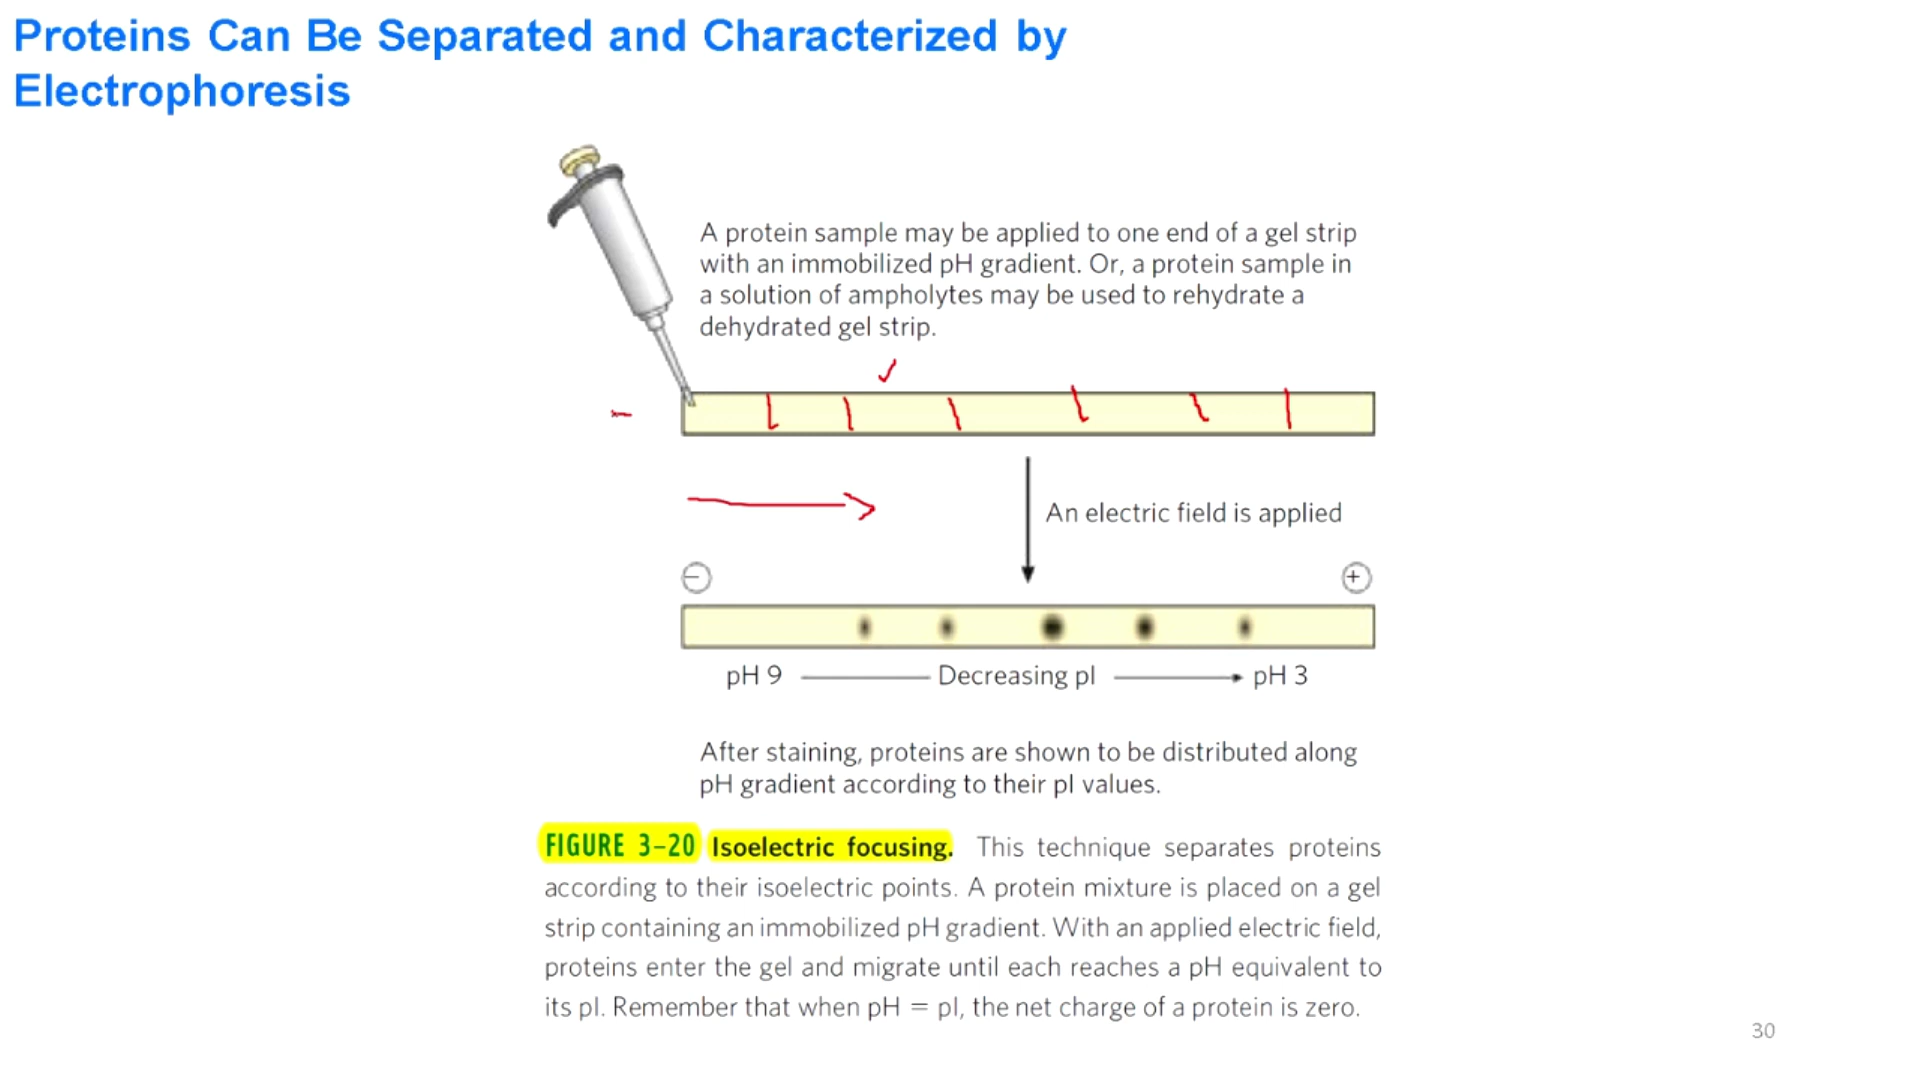 Proteins Can Be Separated and Characterized by
Electrophoresis
A protein sample may be applied to one end of a gel strip
with an immobilized pH gradient. Or, a protein sample in
a solution of ampholytes may be used to rehydrate a
dehydrated gel strip.
An electric field is applied
− +
pH 9 Decreasing pI pH 3
After staining, proteins are shown to be distributed along
pH gradient according to their pI values.
FIGURE 3–20 Isoelectric focusing. This technique separates proteins
according to their isoelectric points. A protein mixture is placed on a gel
strip containing an immobilized pH gradient. With an applied electric field,
proteins enter the gel and migrate until each reaches a pH equivalent to
its pI. Remember that when pH = pI, the net charge of a protein is zero.
30